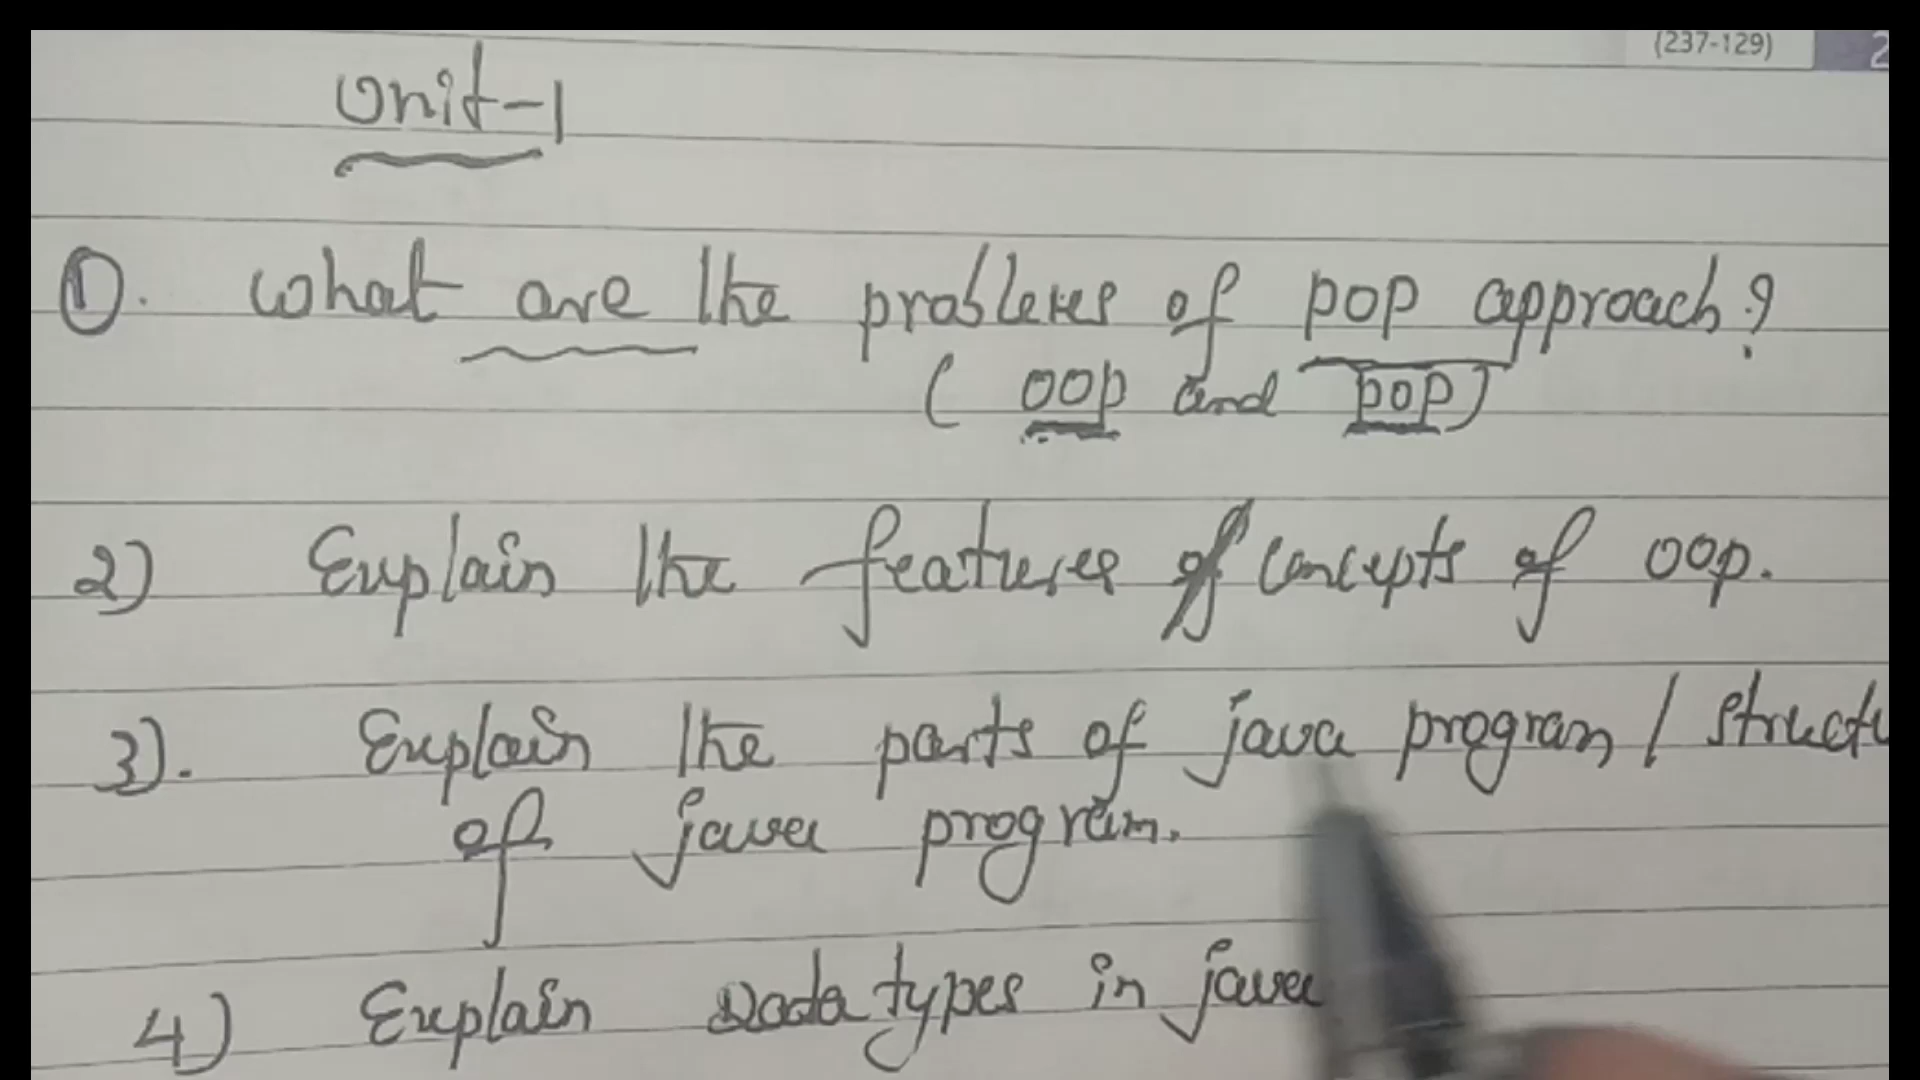 (237-129) 2
Unit-1
1. What are the problems of pop approach?
( oop and pop)
2) Explain the features of concepts of oop.
3). Explain the parts of java program / Structu
of java program.
4) Explain Data types in java